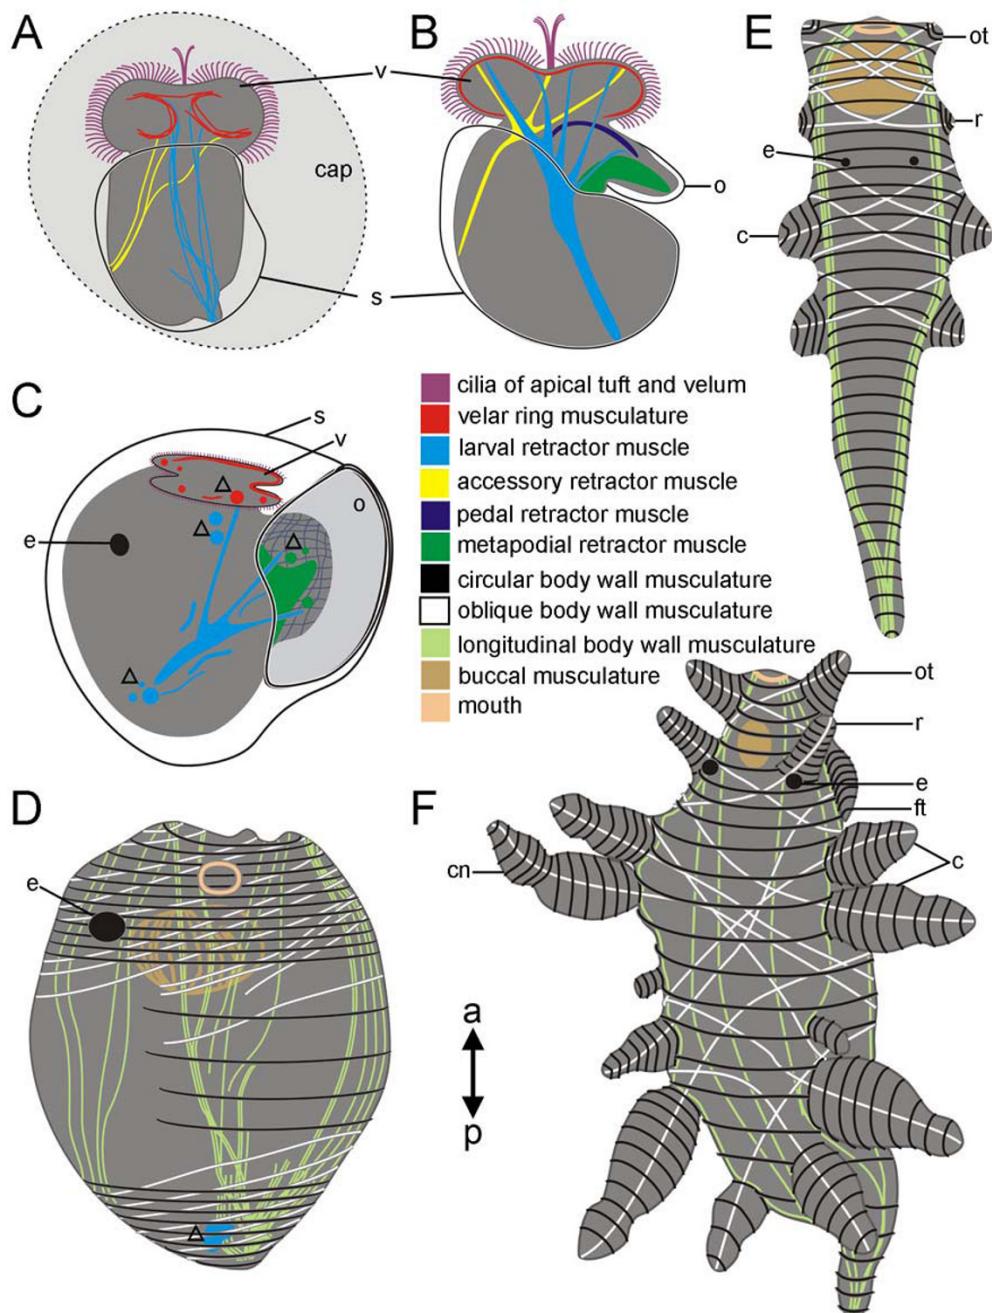 A
B
E
v
cap
s
o
ot
r
e
c
C
s
v
e
o
cilia of apical tuft and velum
velar ring musculature
larval retractor muscle
accessory retractor muscle
pedal retractor muscle
metapodial retractor muscle
circular body wall musculature
oblique body wall musculature
longitudinal body wall musculature
buccal musculature
mouth
D
e
a
p
F
ot
r
e
ft
c
cn